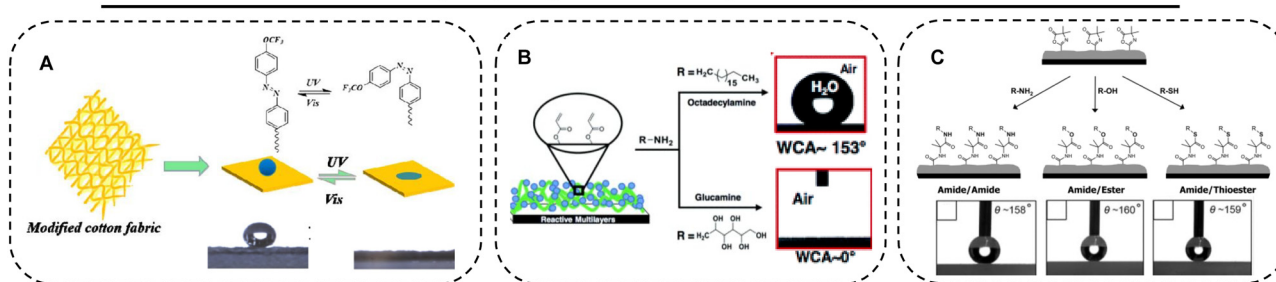 A
OCF₃
N
N
UV
Vis
F₃CO
N
N
UV
Vis
Modified cotton fabric
:
B
O
O
O
O
Reactive Multilayers
R-NH₂
R=H₂C
15
CH₃
Octadecylamine
Air
H₂O
WCA~ 153°
Glucamine
R=H₂C
OH
OH
OH
OH
OH
Air
WCA~0°
C
R-NH₂
R-OH
R-SH
Amide/Amide
Amide/Ester
Amide/Thioester
θ ~158°
θ ~160°
θ ~159°